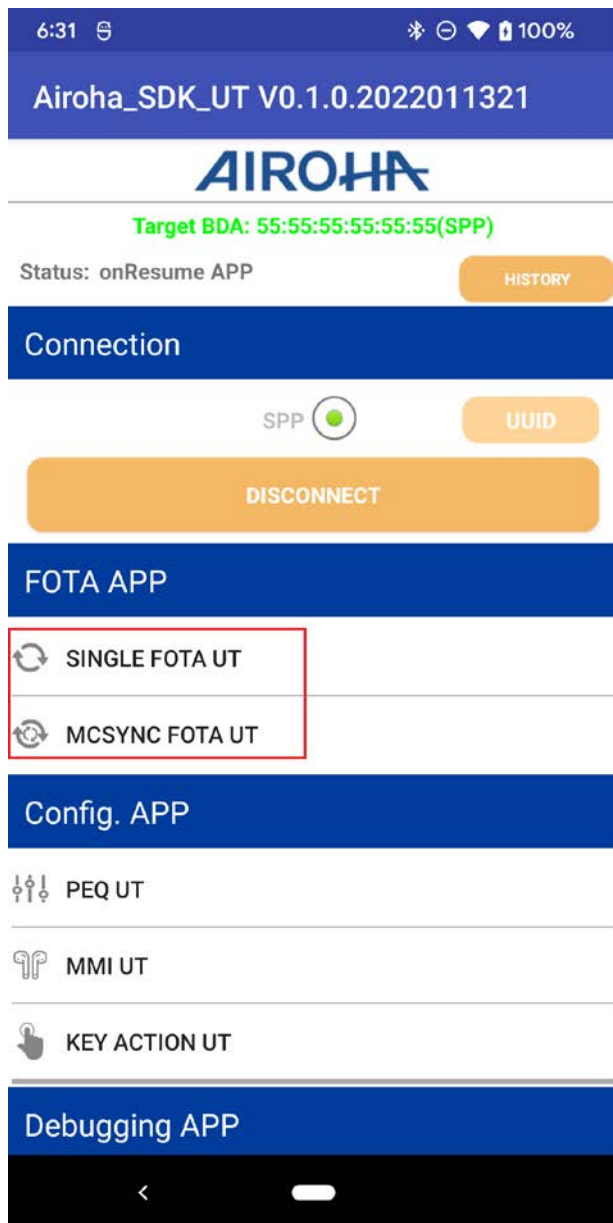 6:31 100%
Airoha_SDK_UT V0.1.0.2022011321
AIROHA
Target BDA: 55:55:55:55:55:55(SPP)
Status: onResume APP HISTORY
Connection
SPP UUID
DISCONNECT
FOTA APP
SINGLE FOTA UT
MCSYNC FOTA UT
Config. APP
PEQ UT
MMI UT
KEY ACTION UT
Debugging APP